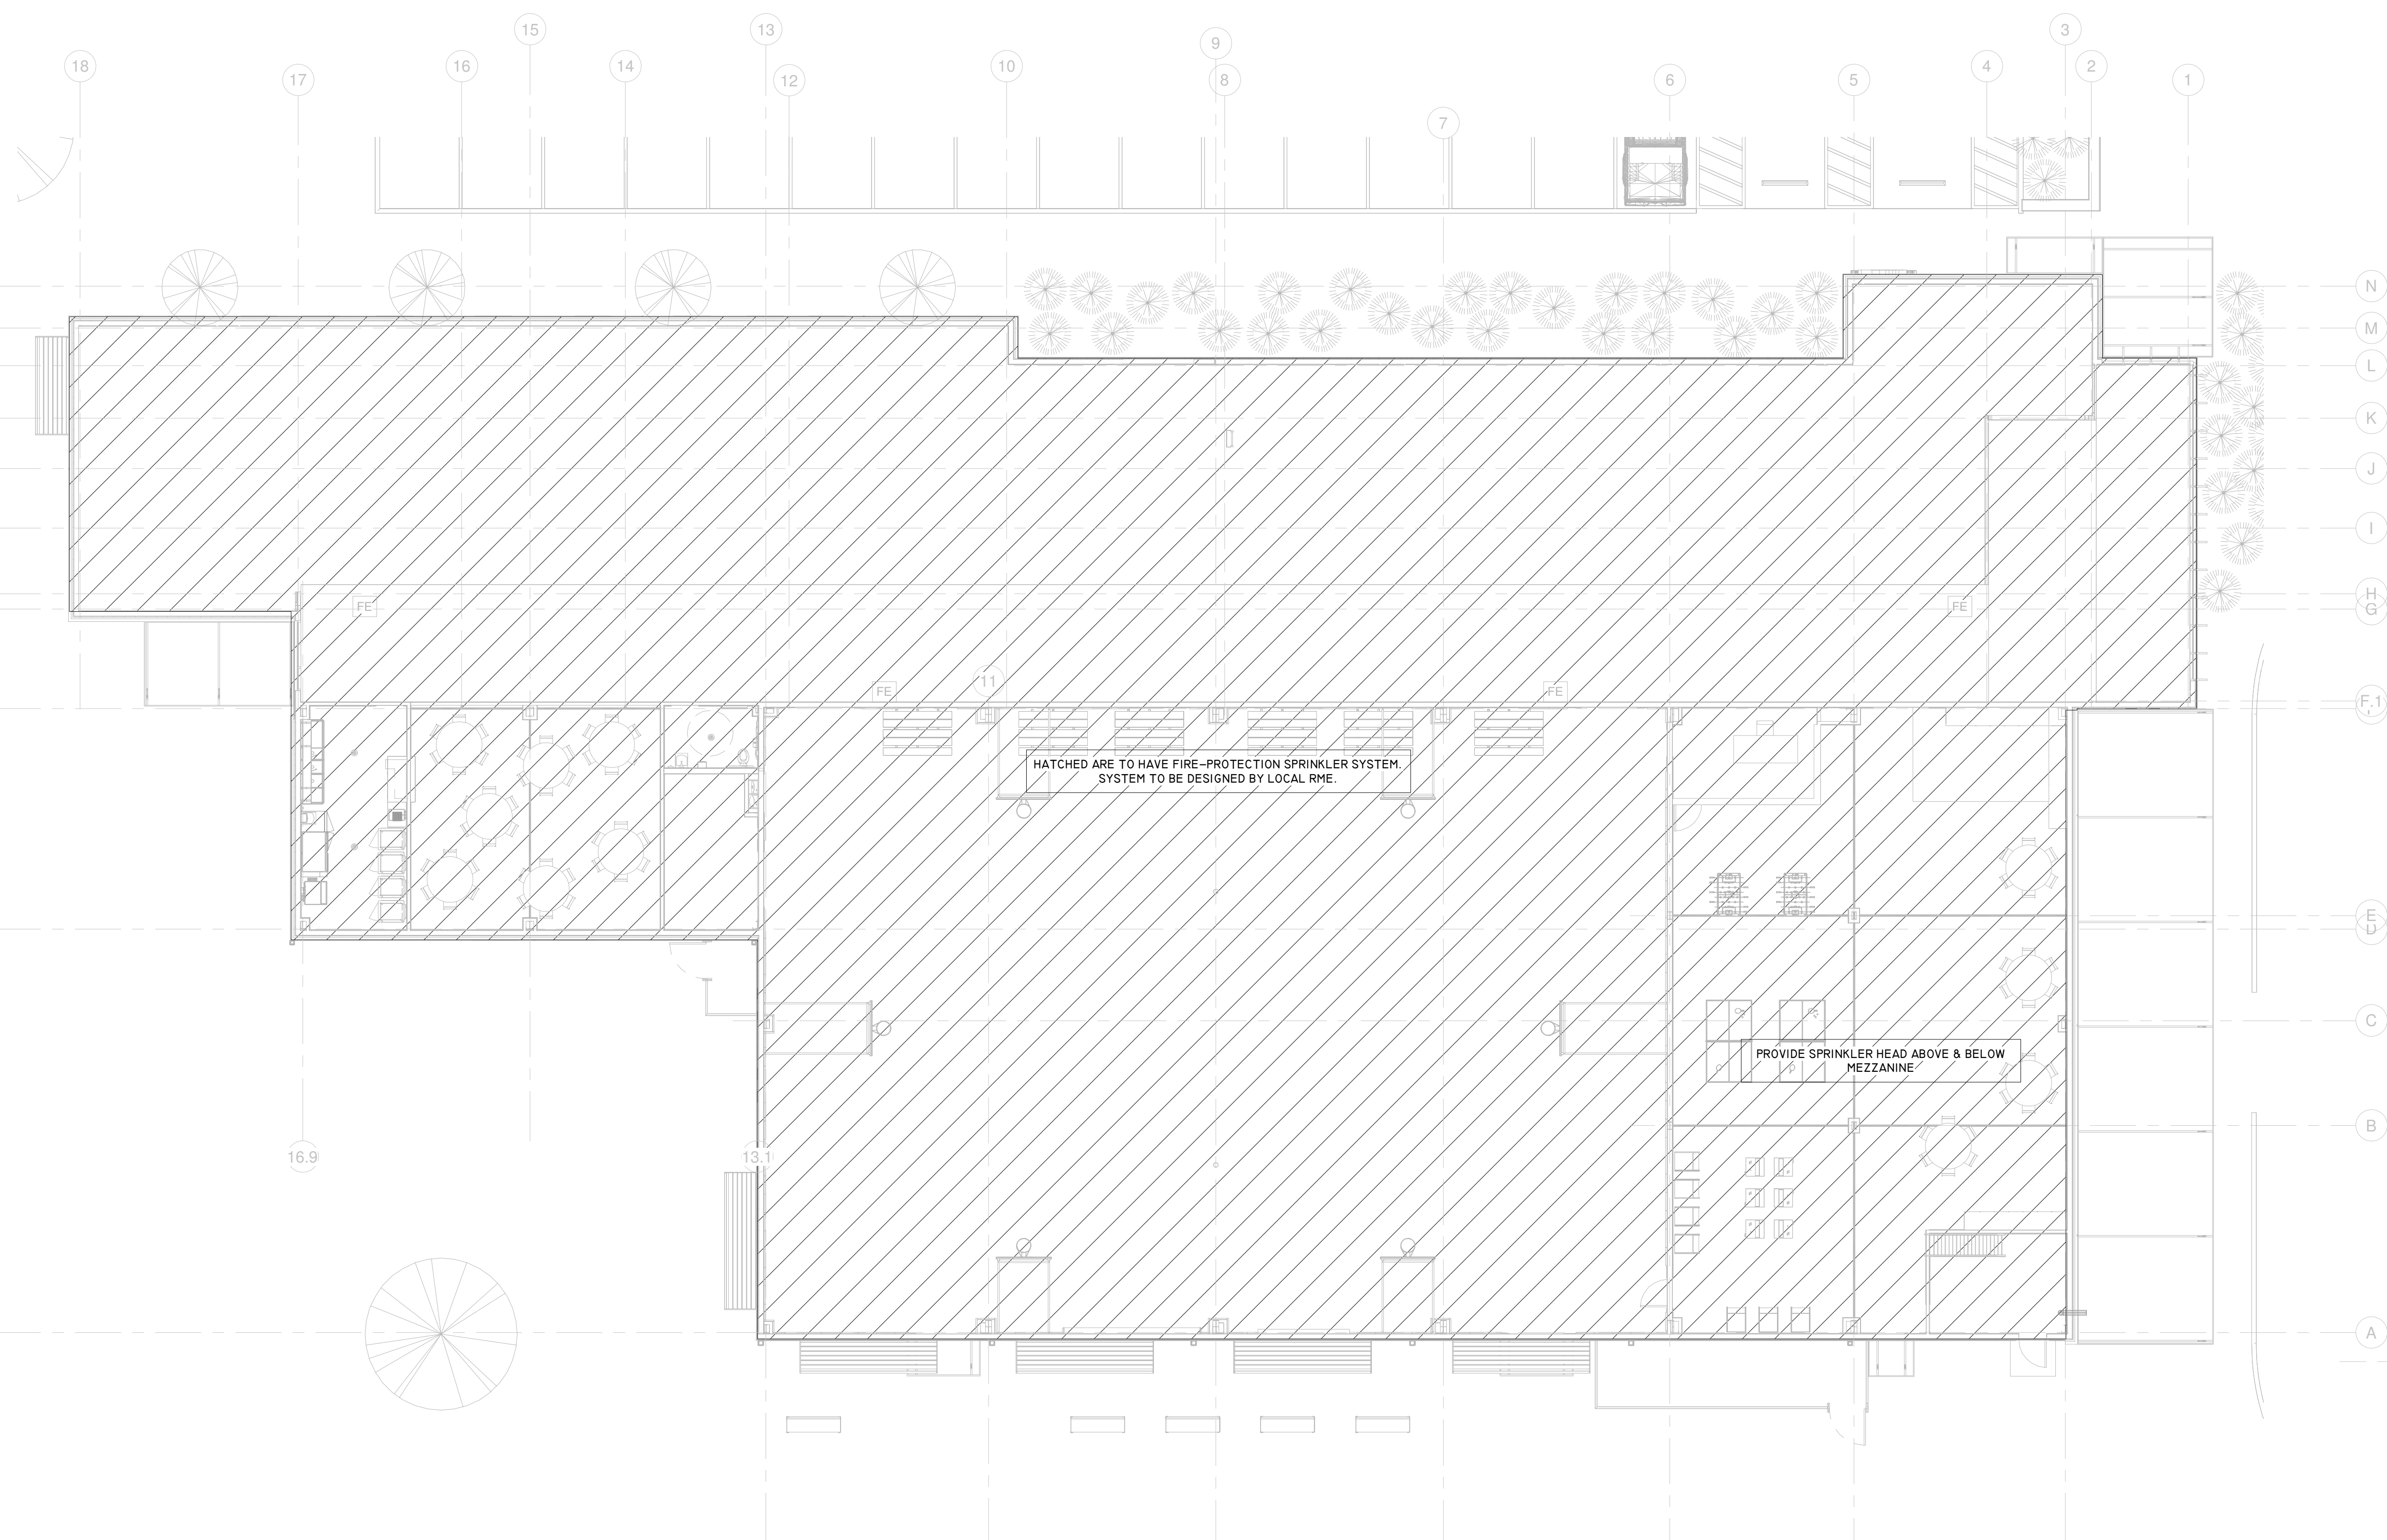 15
13
3
9
18
16
14
10
4
2
17
12
8
6
5
1
7
N
M
L
K
J
I
H
G
FE
FE
11
FE
FE
F.1
HATCHED ARE TO HAVE FIRE-PROTECTION SPRINKLER SYSTEM.
SYSTEM TO BE DESIGNED BY LOCAL RME.
E
D
C
PROVIDE SPRINKLER HEAD ABOVE & BELOW
MEZZANINE
B
16.9
13.1
A